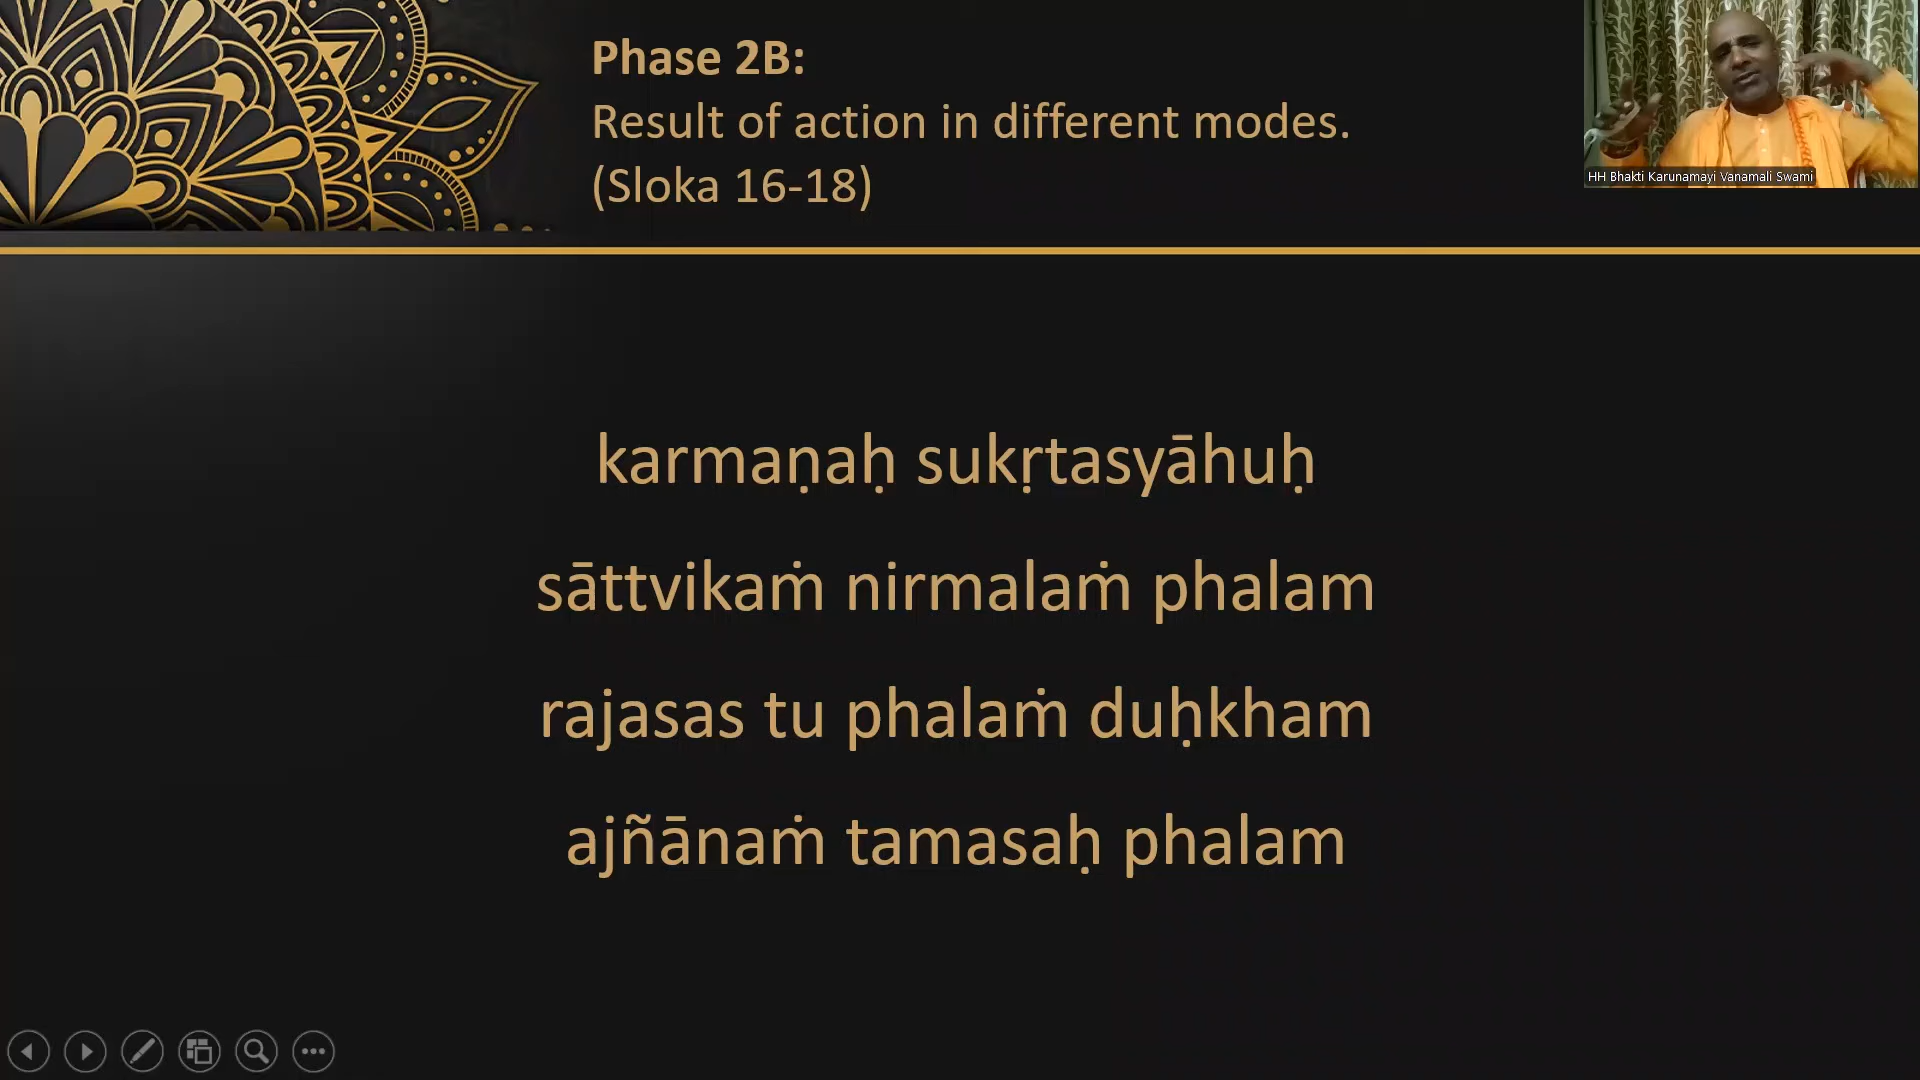 Phase 2B:
Result of action in different modes.
(Sloka 16-18)
HH Bhakti Karunamayi Vanamali Swami
karmaṇaḥ sukṛtasyāhuḥ
sāttvikaṁ nirmalaṁ phalam
rajasas tu phalaṁ duḥkham
ajñānaṁ tamasaḥ phalam